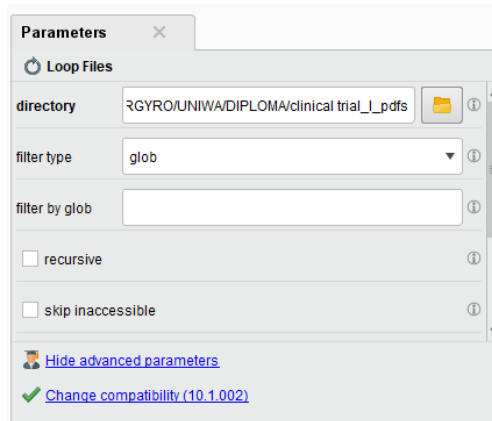 Parameters
Loop Files
directory RGYRO/UNIWA/DIPLOMA/clinical trial_I_pdfs
filter type glob
filter by glob
recursive
skip inaccessible
Hide advanced parameters
Change compatibility (10.1.002)